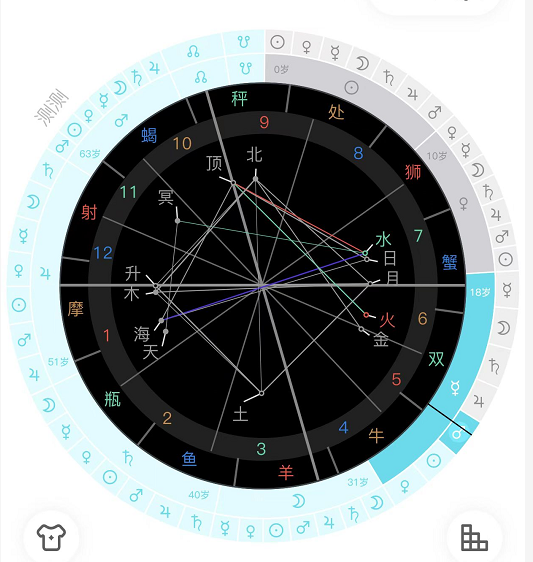 0岁
秤
9
处
10
8
蝎
顶
北
10岁
测测
63岁
狮
11
冥
7
射
水
12
日
蟹
升
月
木
18岁
摩
火
6
海
金
1
天
双
51岁
5
瓶
土
2
4
牛
3
鱼
羊
31岁
40岁